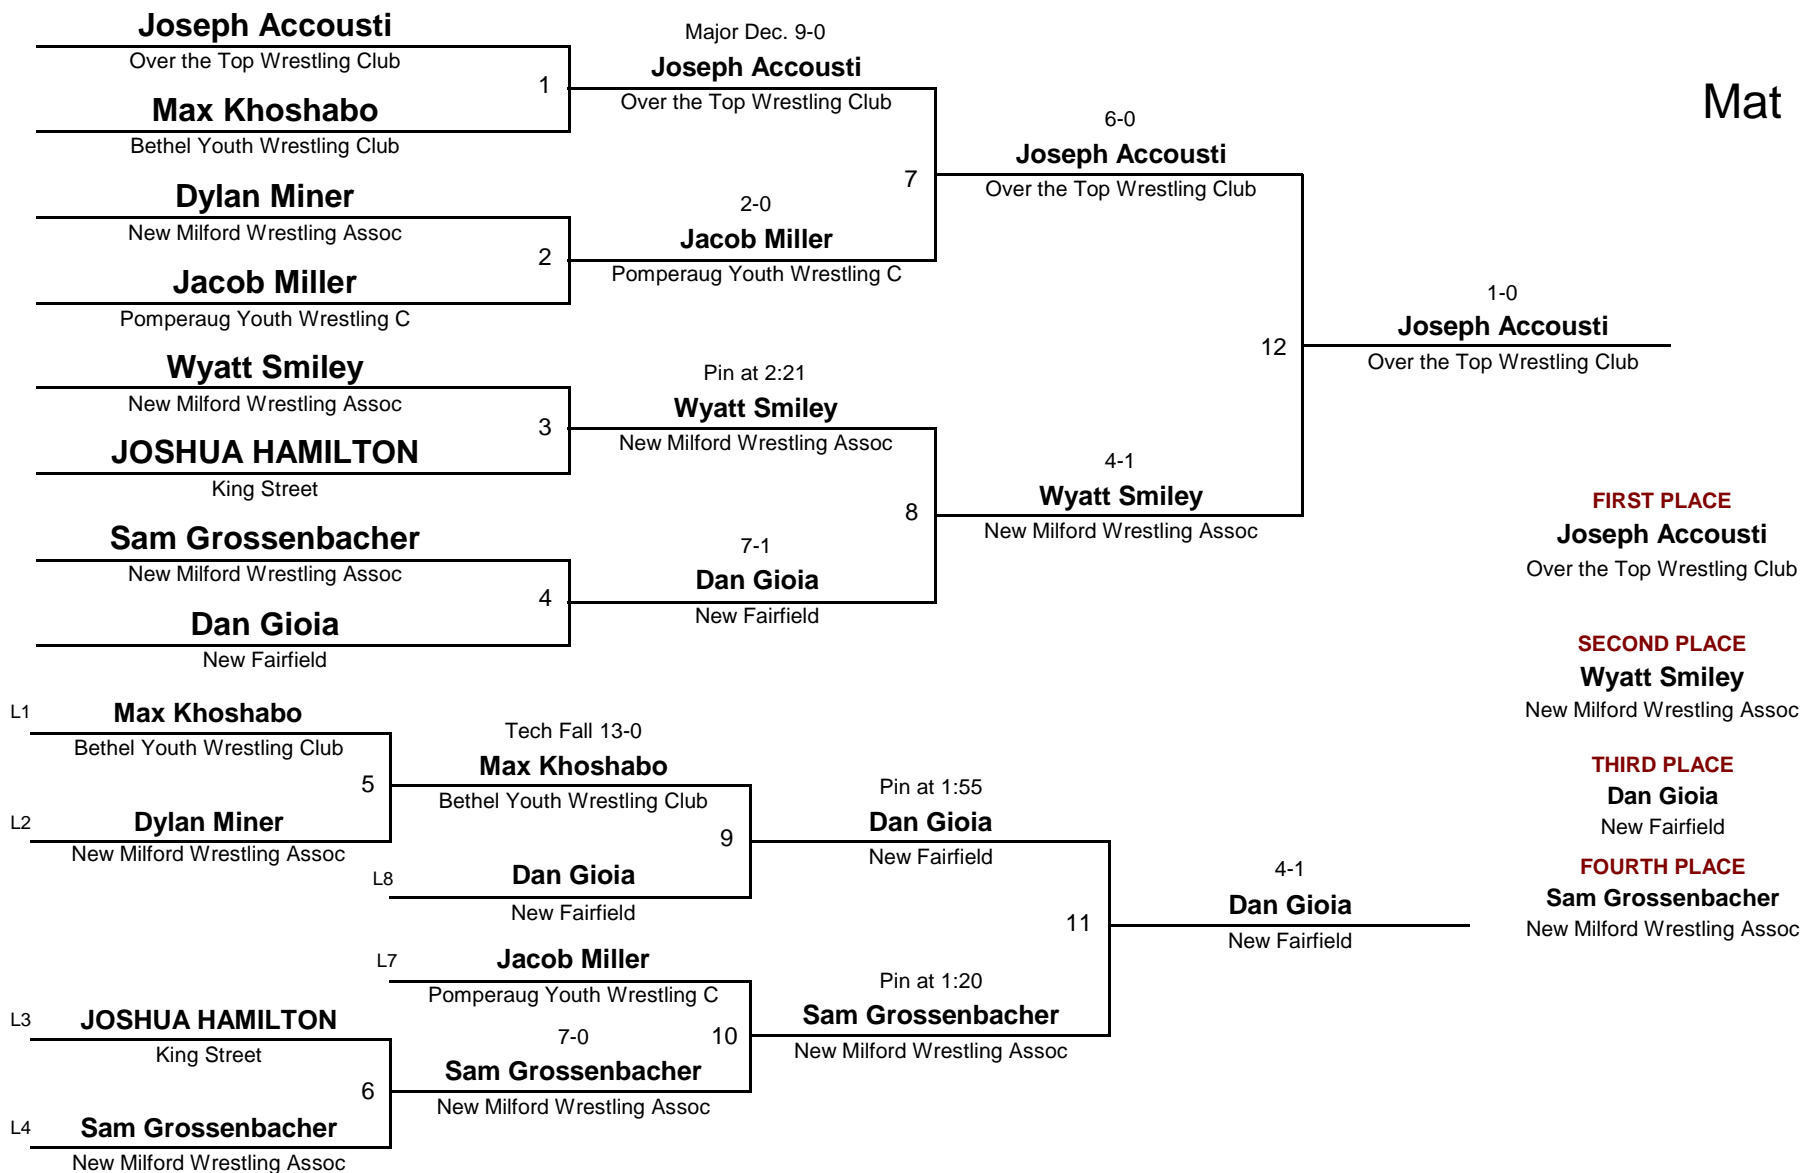 Joseph Accousti
Over the Top Wrestling Club
1
Max Khoshabo
Bethel Youth Wrestling Club
Dylan Miner
New Milford Wrestling Assoc
2
Jacob Miller
Pomperaug Youth Wrestling C
Wyatt Smiley
New Milford Wrestling Assoc
3
JOSHUA HAMILTON
King Street
Sam Grossenbacher
New Milford Wrestling Assoc
4
Dan Gioia
New Fairfield
Major Dec. 9-0
Joseph Accousti
Over the Top Wrestling Club
7
2-0
Jacob Miller
Pomperaug Youth Wrestling C
Pin at 2:21
Wyatt Smiley
New Milford Wrestling Assoc
8
7-1
Dan Gioia
New Fairfield
6-0
Joseph Accousti
Over the Top Wrestling Club
12
4-1
Wyatt Smiley
New Milford Wrestling Assoc
1-0
Joseph Accousti
Over the Top Wrestling Club
Mat
L1
Max Khoshabo
Bethel Youth Wrestling Club
5
L2
Dylan Miner
New Milford Wrestling Assoc
L3
JOSHUA HAMILTON
King Street
6
L4
Sam Grossenbacher
New Milford Wrestling Assoc
Tech Fall 13-0
Max Khoshabo
Bethel Youth Wrestling Club
9
L8
Dan Gioia
New Fairfield
L7
Jacob Miller
Pomperaug Youth Wrestling C
10
7-0
Sam Grossenbacher
New Milford Wrestling Assoc
Pin at 1:55
Dan Gioia
New Fairfield
11
Pin at 1:20
Sam Grossenbacher
New Milford Wrestling Assoc
4-1
Dan Gioia
New Fairfield
FIRST PLACE
Joseph Accousti
Over the Top Wrestling Club
SECOND PLACE
Wyatt Smiley
New Milford Wrestling Assoc
THIRD PLACE
Dan Gioia
New Fairfield
FOURTH PLACE
Sam Grossenbacher
New Milford Wrestling Assoc